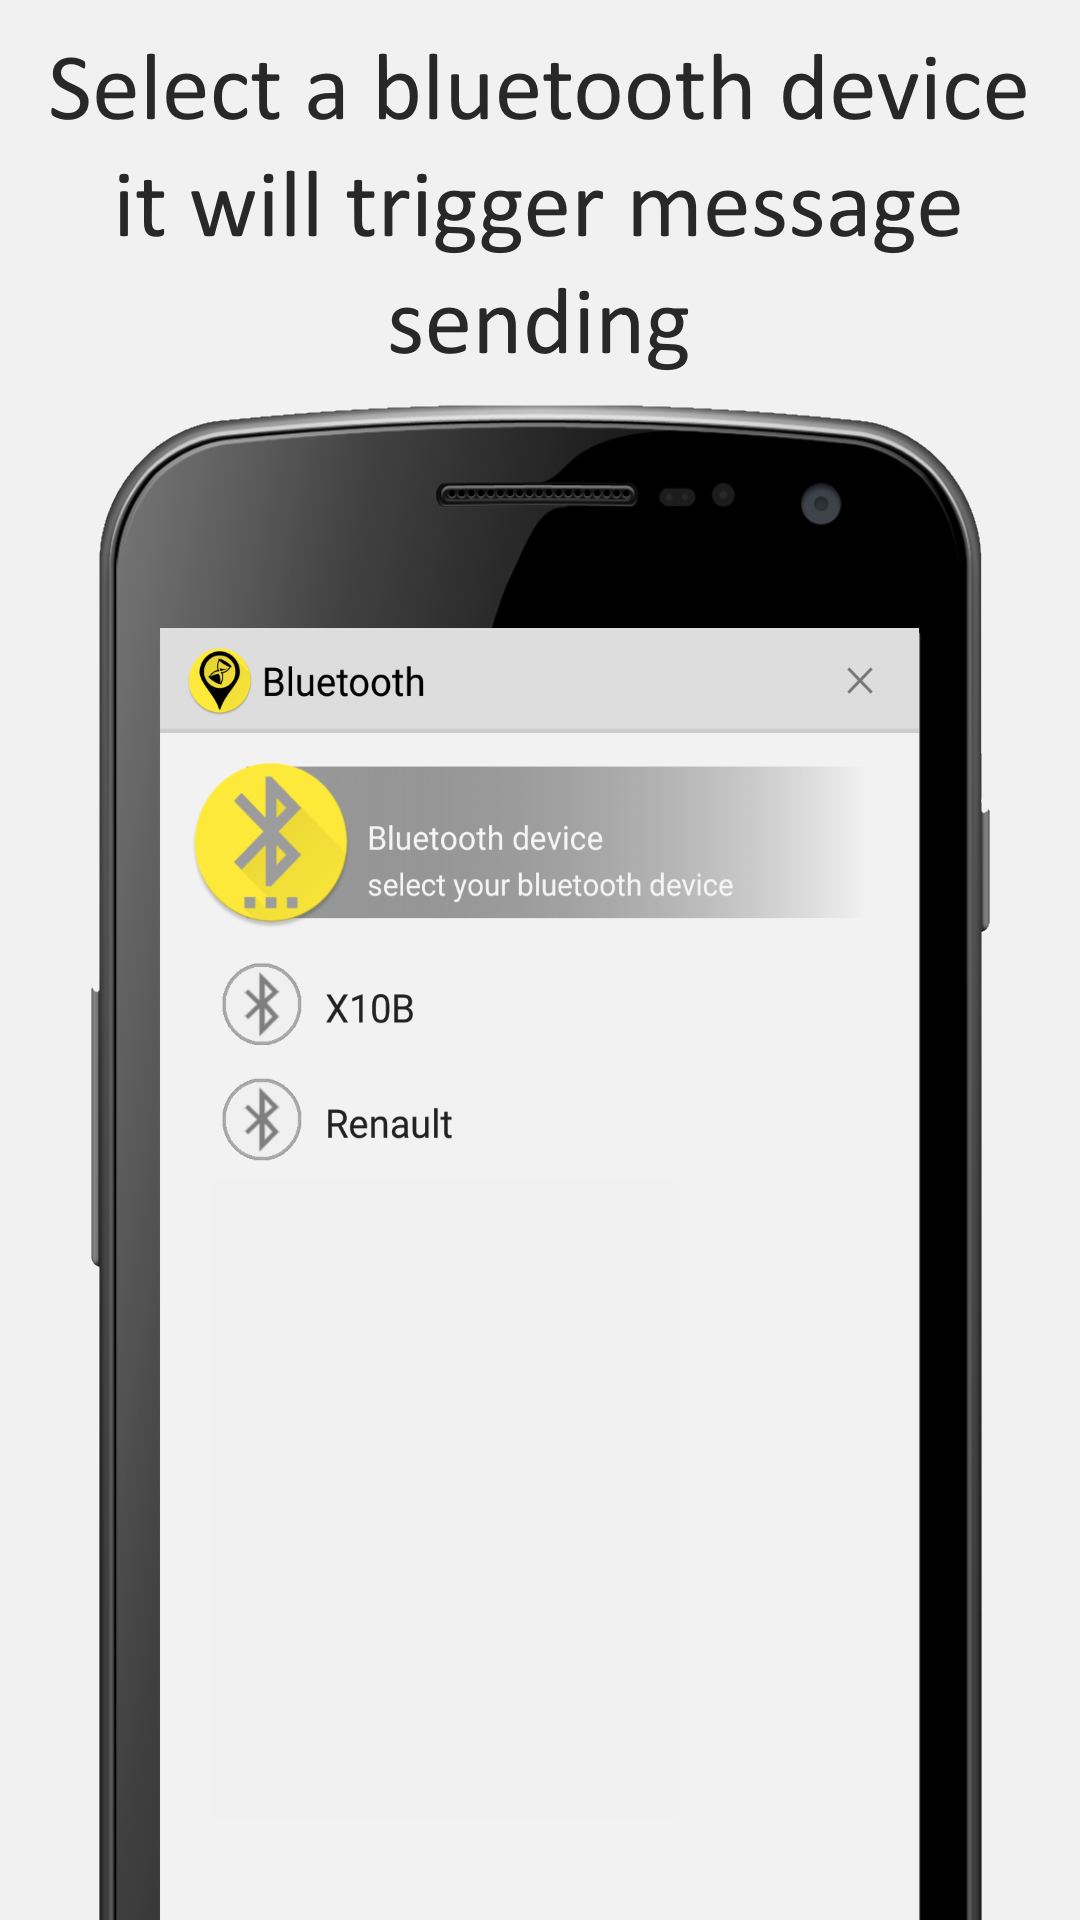 Select a bluetooth device
it will trigger message
sending
Bluetooth
Bluetooth device
select your bluetooth device
X10B
Renault